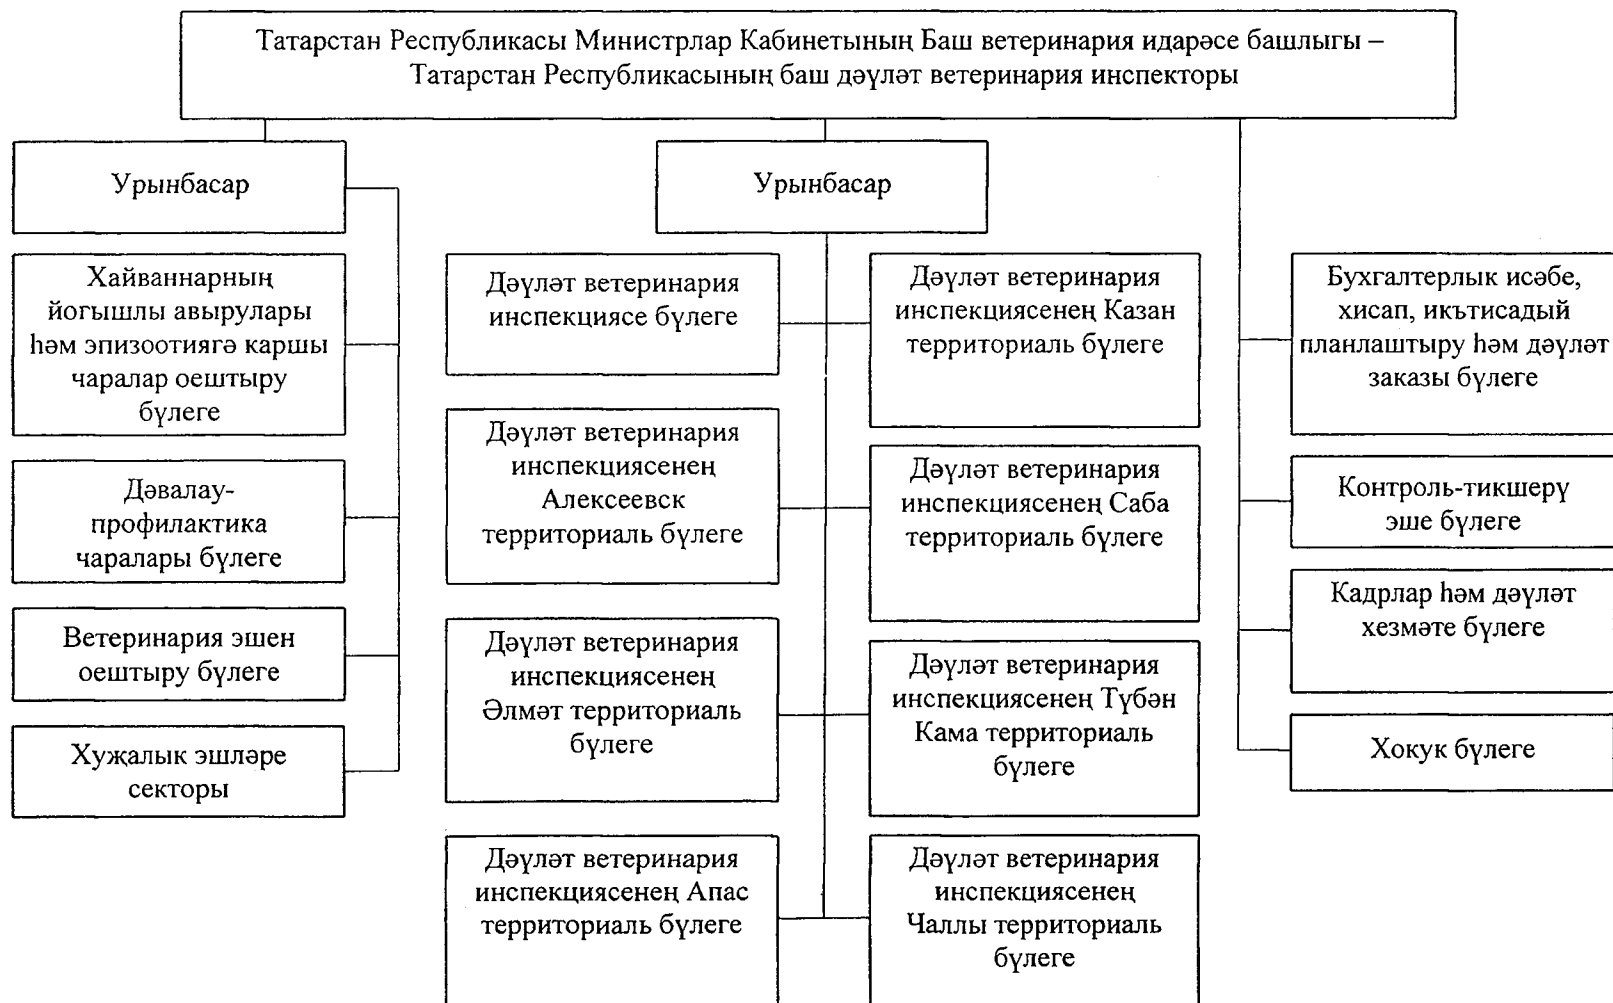 Татарстан Республикасы Министрлар Кабинетының Баш ветеринария идарәсе башлыгы –
Татарстан Республикасының баш дәүләт ветеринария инспекторы
Урынбасар
Хайваннарның
йогышлы авырулары
һәм эпизоотиягә каршы
чаралар оештыру
бүлеге
Дәвалау-
профилактика
чаралары бүлеге
Ветеринария эшен
оештыру бүлеге
Хуҗалык эшләре
секторы
Урынбасар
Дәүләт ветеринария
инспекциясе бүлеге
Дәүләт ветеринария
инспекциясенең
Алексеевск
территориаль бүлеге
Дәүләт ветеринария
инспекциясенең
Әлмәт территориаль
бүлеге
Дәүләт ветеринария
инспекциясенең Апас
территориаль бүлеге
Дәүләт ветеринария
инспекциясенең Казан
территориаль бүлеге
Дәүләт ветеринария
инспекциясенең Саба
территориаль бүлеге
Дәүләт ветеринария
инспекциясенең Түбән
Кама территориаль
бүлеге
Дәүләт ветеринария
инспекциясенең
Чаллы территориаль
бүлеге
Бухгалтерлык исәбе,
хисап, икътисадый
планлаштыру һәм дәүләт
заказы бүлеге
Контроль-тикшерү
эше бүлеге
Кадрлар һәм дәүләт
хезмәте бүлеге
Хокук бүлеге